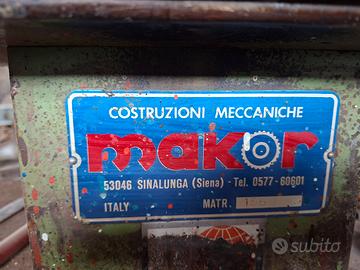 COSTRUZIONI MECCANICHE
makor
53046 SINALUNGA (Siena) - Tel. 0577-60601
ITALY MATR.
subito